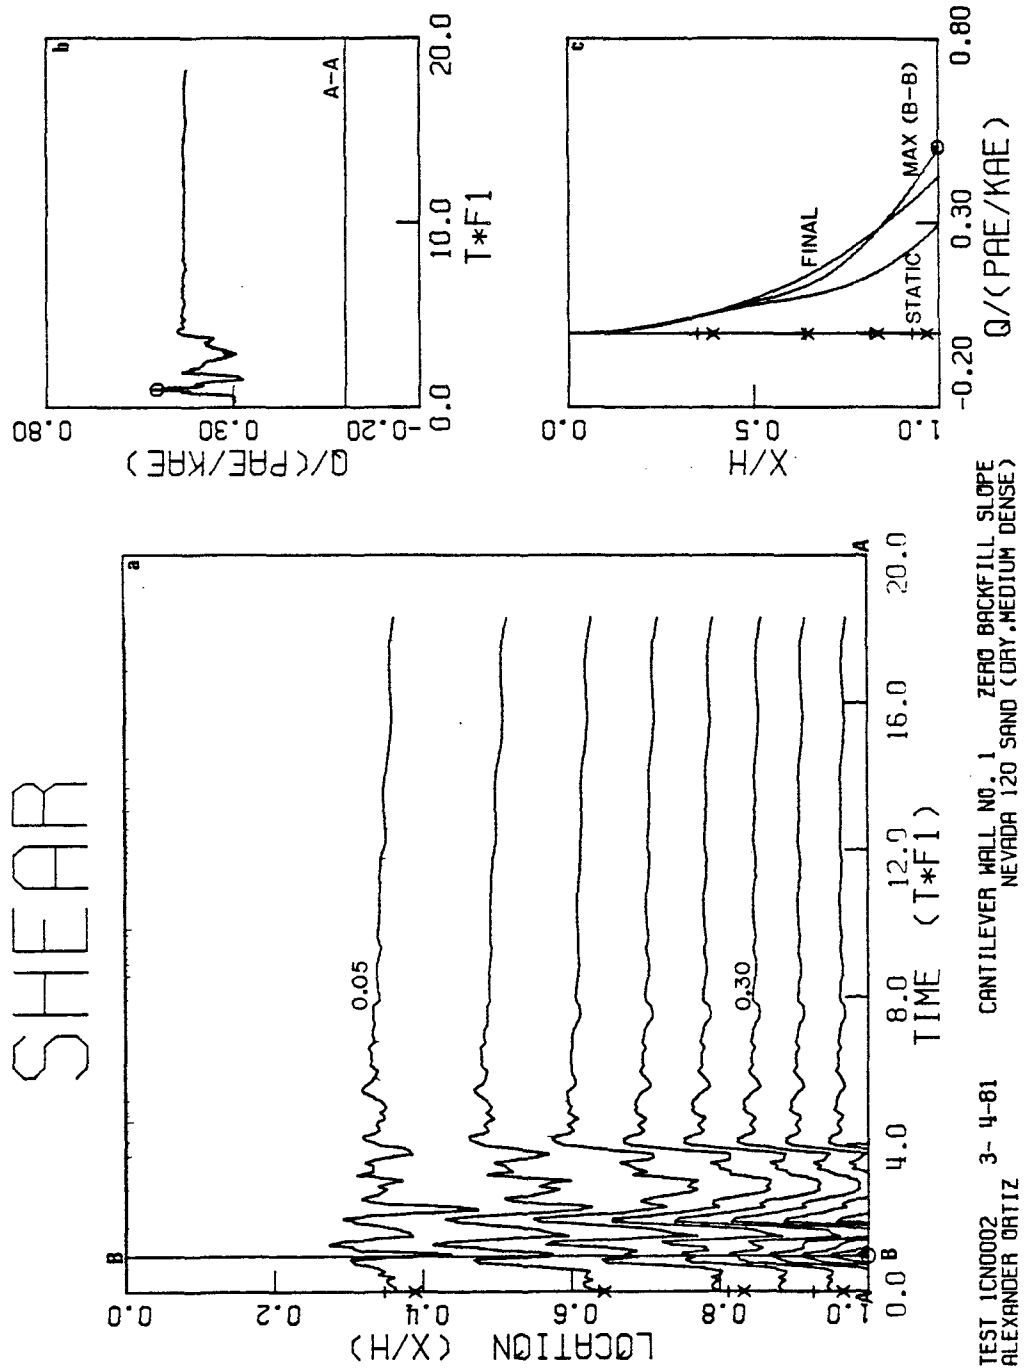 SHEAR
a
B
0.0
0.2
0.4
0.6
0.8
1.0
LOCATION (X/H)
0.05
0.30
A
B
A
0.0
4.0
8.0
12.0
16.0
20.0
TIME (T*F1)
b
0.80
0.30
-0.20
Q/(PAE/KAE)
A-A
0.0
10.0
20.0
T*F1
c
0.0
0.5
1.0
X/H
STATIC
FINAL
MAX (B-B)
-0.20
0.30
0.80
Q/(PAE/KAE)
TEST 1CN0002 3- 4-81 CANTILEVER WALL NO. 1 ZERO BACKFILL SLOPE
ALEXANDER ORTIZ NEVADA 120 SAND (DRY,MEDIUM DENSE)